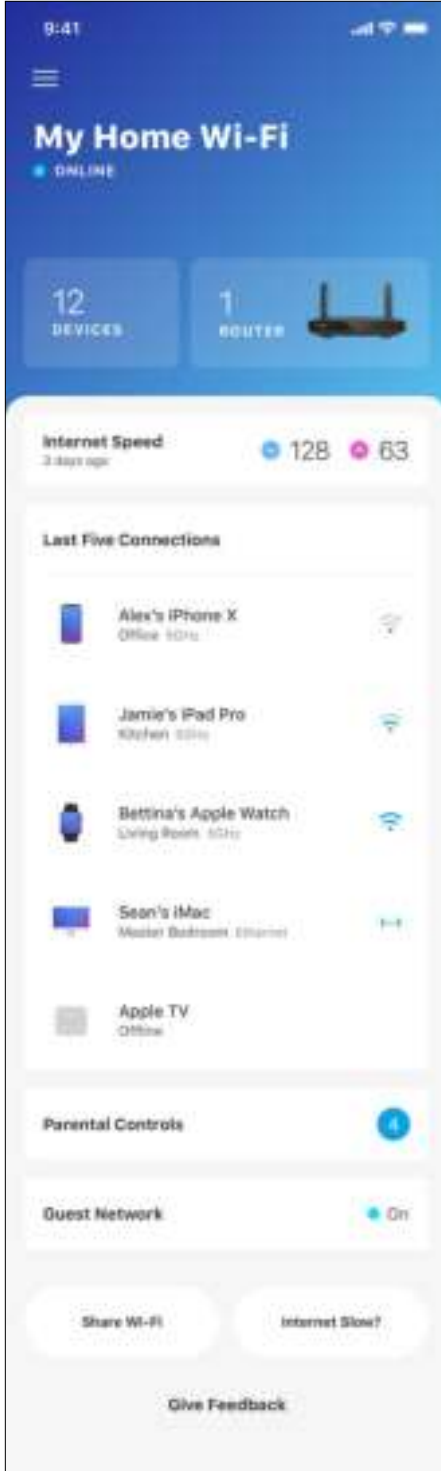 9:41
My Home Wi-Fi
ONLINE
12
DEVICES
1
ROUTER
Internet Speed
128
63
3 days ago
Last Five Connections
Alex's iPhone X
Office 5GHz
Jamie's iPad Pro
Kitchen
Bettina's Apple Watch
Living Room
Sean's iMac
Master Bedroom Ethernet
Apple TV
Offline
Parental Controls
4
Guest Network
On
Share Wi-Fi
Internet Slow?
Give Feedback